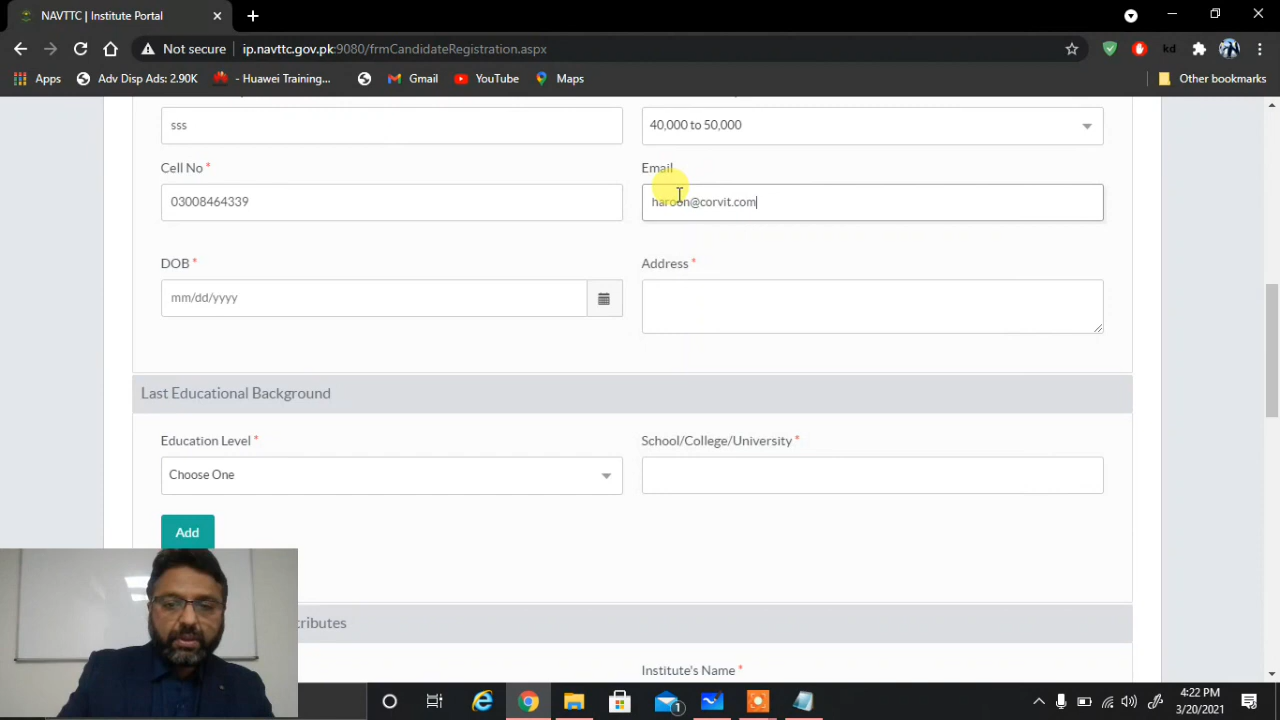 NAVTTC | Institute Portal
Not secure | ip.navttc.gov.pk:9080/frmCandidateRegistration.aspx
Apps Adv Disp Ads: 2.90K - Huawei Training... Gmail YouTube Maps Other bookmarks
kd
sss 40,000 to 50,000
Cell No * Email
03008464339 haroon@corvit.com
DOB * Address *
mm/dd/yyyy
Last Educational Background
Education Level * School/College/University *
Choose One
Add
tributes
Institute's Name *
1
4:22 PM
3/20/2021